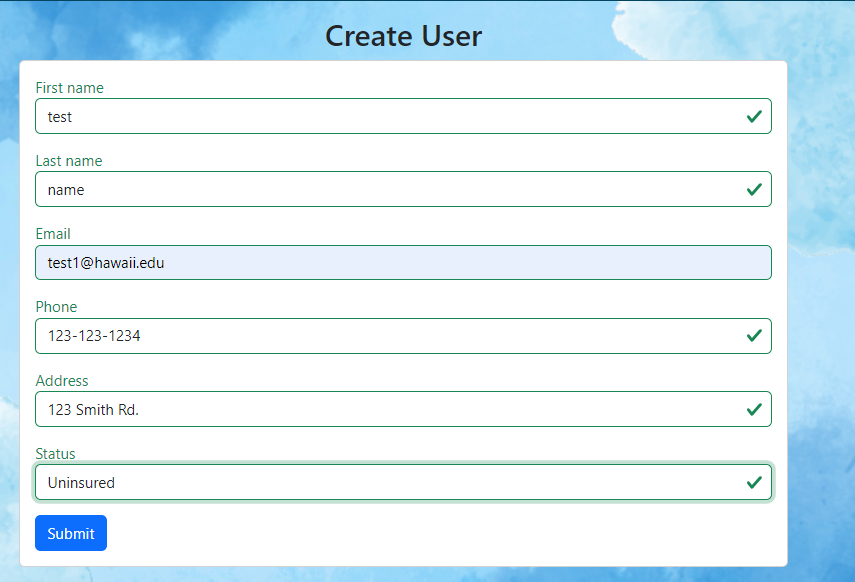 Create User
First name
test
Last name
name
Email
test1@hawaii.edu
Phone
123-123-1234
Address
123 Smith Rd.
Status
Uninsured
Submit